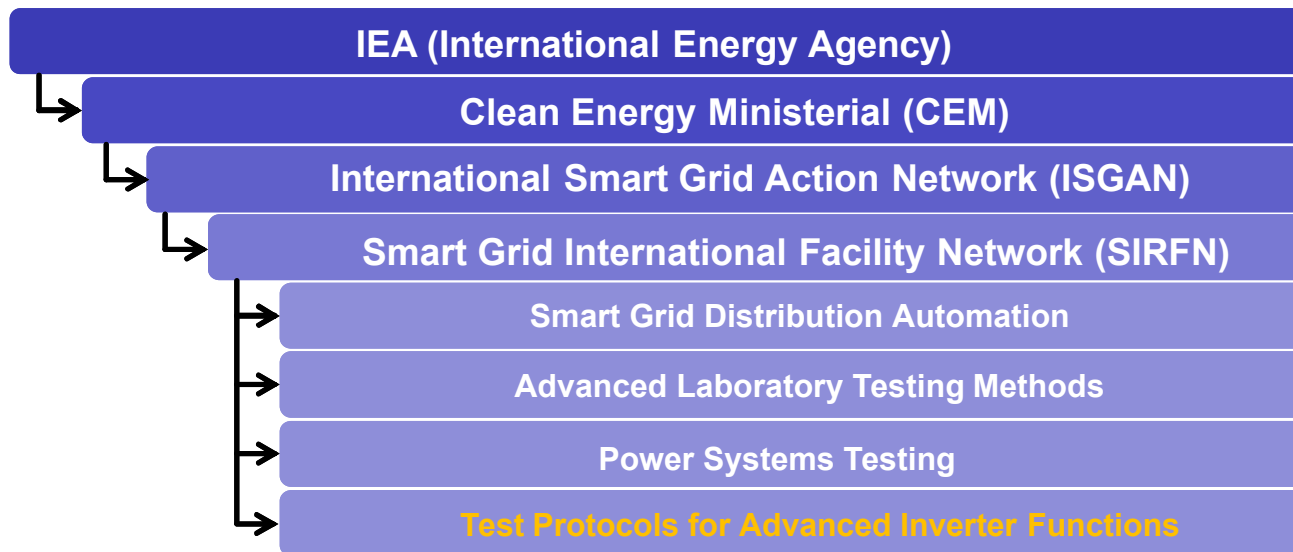 IEA (International Energy Agency)
Clean Energy Ministerial (CEM)
International Smart Grid Action Network (ISGAN)
Smart Grid International Facility Network (SIRFN)
Smart Grid Distribution Automation
Advanced Laboratory Testing Methods
Power Systems Testing
Test Protocols for Advanced Inverter Functions